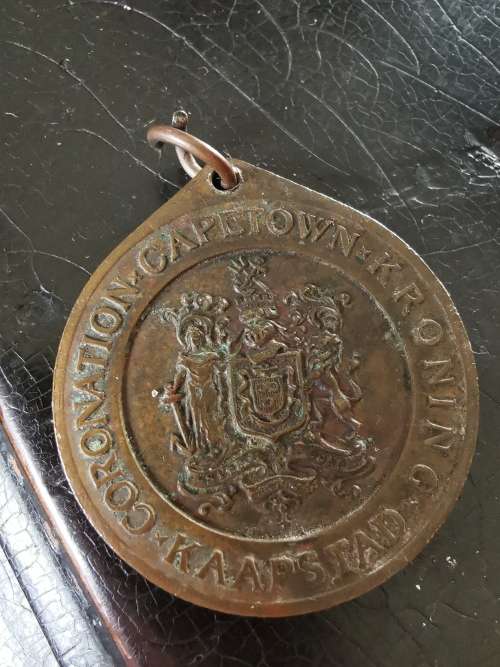 CORONATION · CAPETOWN · KRONING · KAAPSTAD ·